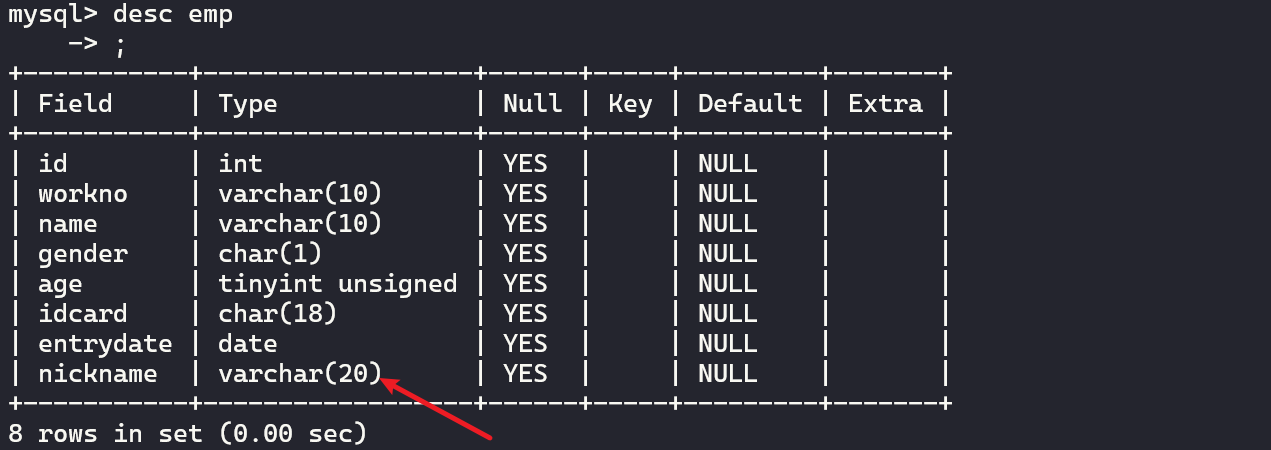 mysql> desc emp
    -> ;
+-----------+------------------+------+-----+---------+-------+
| Field     | Type             | Null | Key | Default | Extra |
+-----------+------------------+------+-----+---------+-------+
| id        | int              | YES  |     | NULL    |       |
| workno    | varchar(10)      | YES  |     | NULL    |       |
| name      | varchar(10)      | YES  |     | NULL    |       |
| gender    | char(1)          | YES  |     | NULL    |       |
| age       | tinyint unsigned | YES  |     | NULL    |       |
| idcard    | char(18)         | YES  |     | NULL    |       |
| entrydate | date             | YES  |     | NULL    |       |
| nickname  | varchar(20)      | YES  |     | NULL    |       |
+-----------+------------------+------+-----+---------+-------+
8 rows in set (0.00 sec)